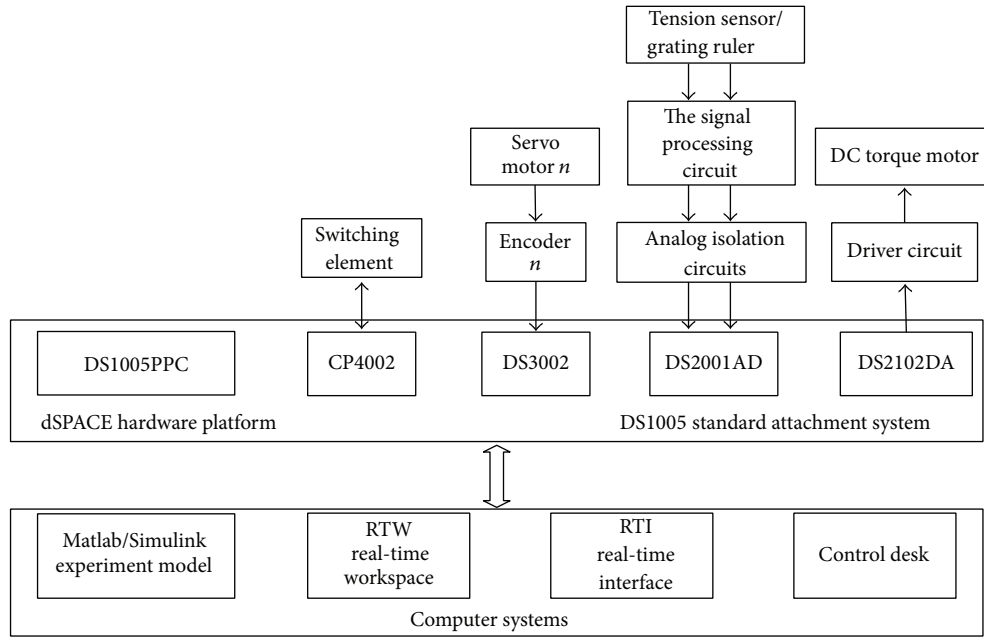 Tension sensor/
grating ruler
The signal
processing
circuit
Servo
motor n
DC torque motor
Switching
element
Encoder
n
Analog isolation
circuits
Driver circuit
DS1005PPC
CP4002
DS3002
DS2001AD
DS2102DA
dSPACE hardware platform
DS1005 standard attachment system
Matlab/Simulink
experiment model
RTW
real-time
workspace
RTI
real-time
interface
Control desk
Computer systems